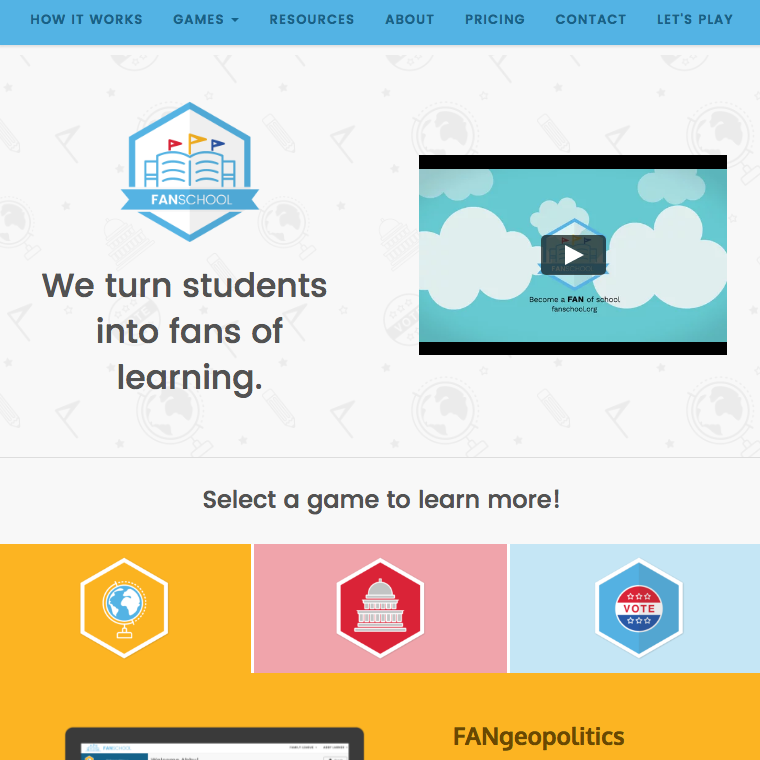 HOW IT WORKS GAMES RESOURCES ABOUT PRICING CONTACT LET'S PLAY
FANSCHOOL
We turn students
into fans of
learning.
Become a FAN of school
fanschool.org
Select a game to learn more!
VOTE
FANgeopolitics
FANSCHOOL